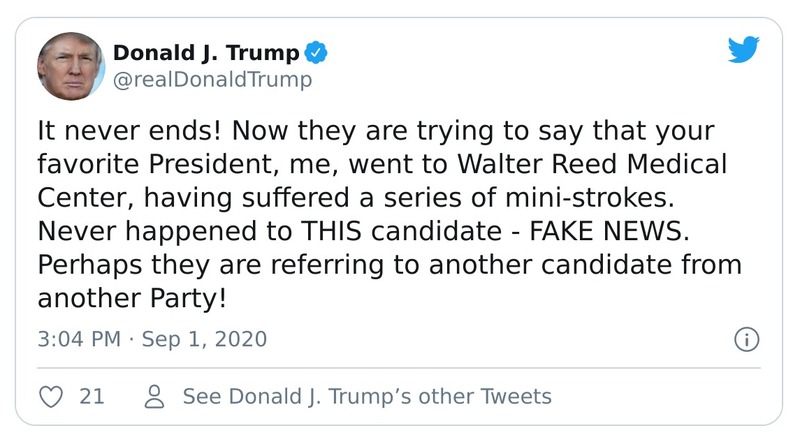 Donald J. Trump
@realDonaldTrump
It never ends! Now they are trying to say that your
favorite President, me, went to Walter Reed Medical
Center, having suffered a series of mini-strokes.
Never happened to THIS candidate - FAKE NEWS.
Perhaps they are referring to another candidate from
another Party!
3:04 PM · Sep 1, 2020
21 See Donald J. Trump’s other Tweets